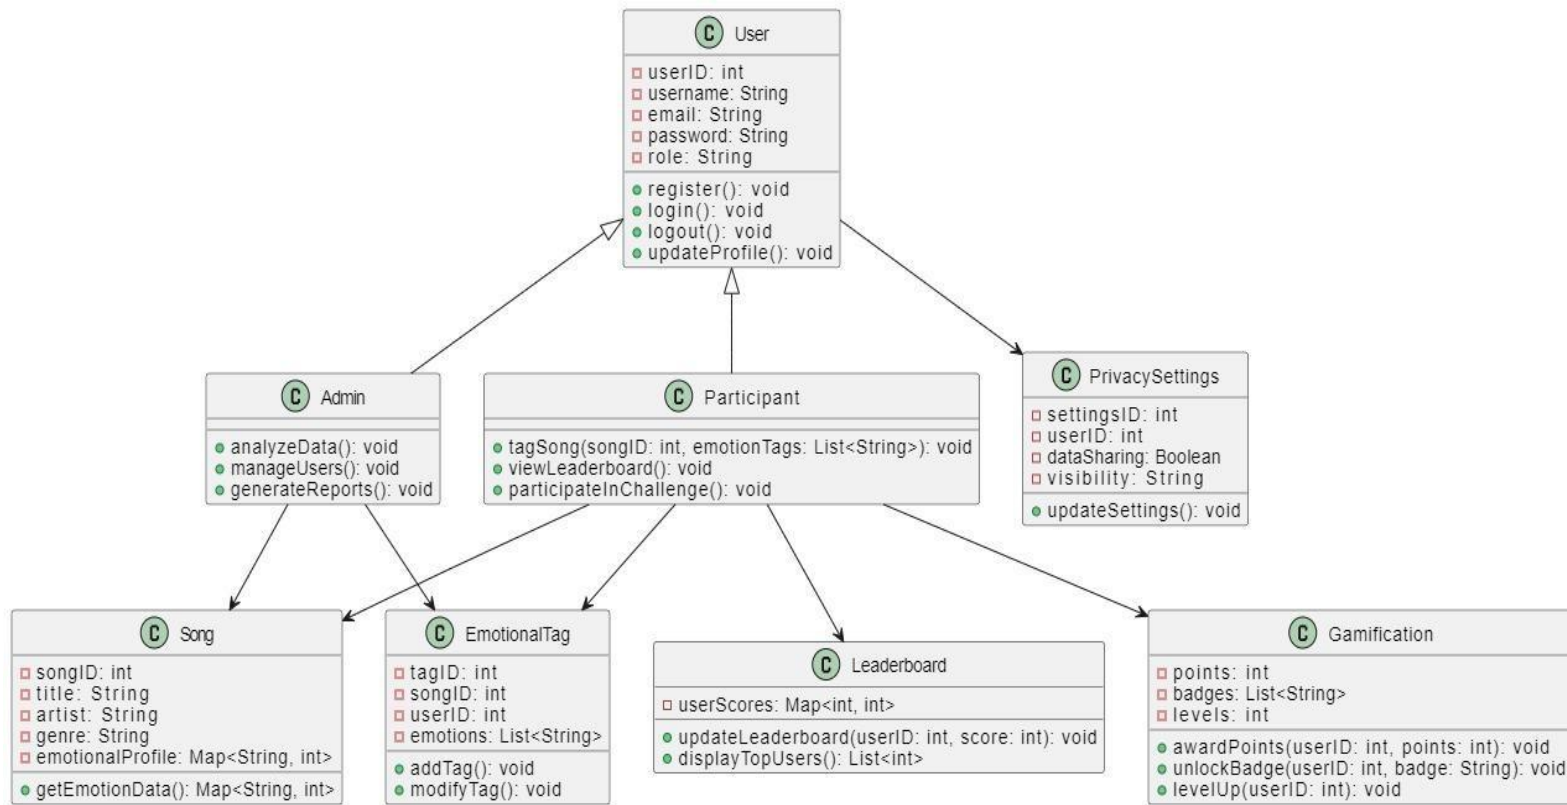 C User
userID: int
username: String
email: String
password: String
role: String
register(): void
login(): void
logout(): void
updateProfile(): void
C Admin
analyzeData(): void
manageUsers(): void
generateReports(): void
C Participant
tagSong(songID: int, emotionTags: List<String>): void
viewLeaderboard(): void
participateInChallenge(): void
C PrivacySettings
settingsID: int
userID: int
dataSharing: Boolean
visibility: String
updateSettings(): void
C Song
songID: int
title: String
artist: String
genre: String
emotionalProfile: Map<String, int>
getEmotionData(): Map<String, int>
C EmotionalTag
tagID: int
songID: int
userID: int
emotions: List<String>
addTag(): void
modifyTag(): void
C Leaderboard
userScores: Map<int, int>
updateLeaderboard(userID: int, score: int): void
displayTopUsers(): List<int>
C Gamification
points: int
badges: List<String>
levels: int
awardPoints(userID: int, points: int): void
unlockBadge(userID: int, badge: String): void
levelUp(userID: int): void